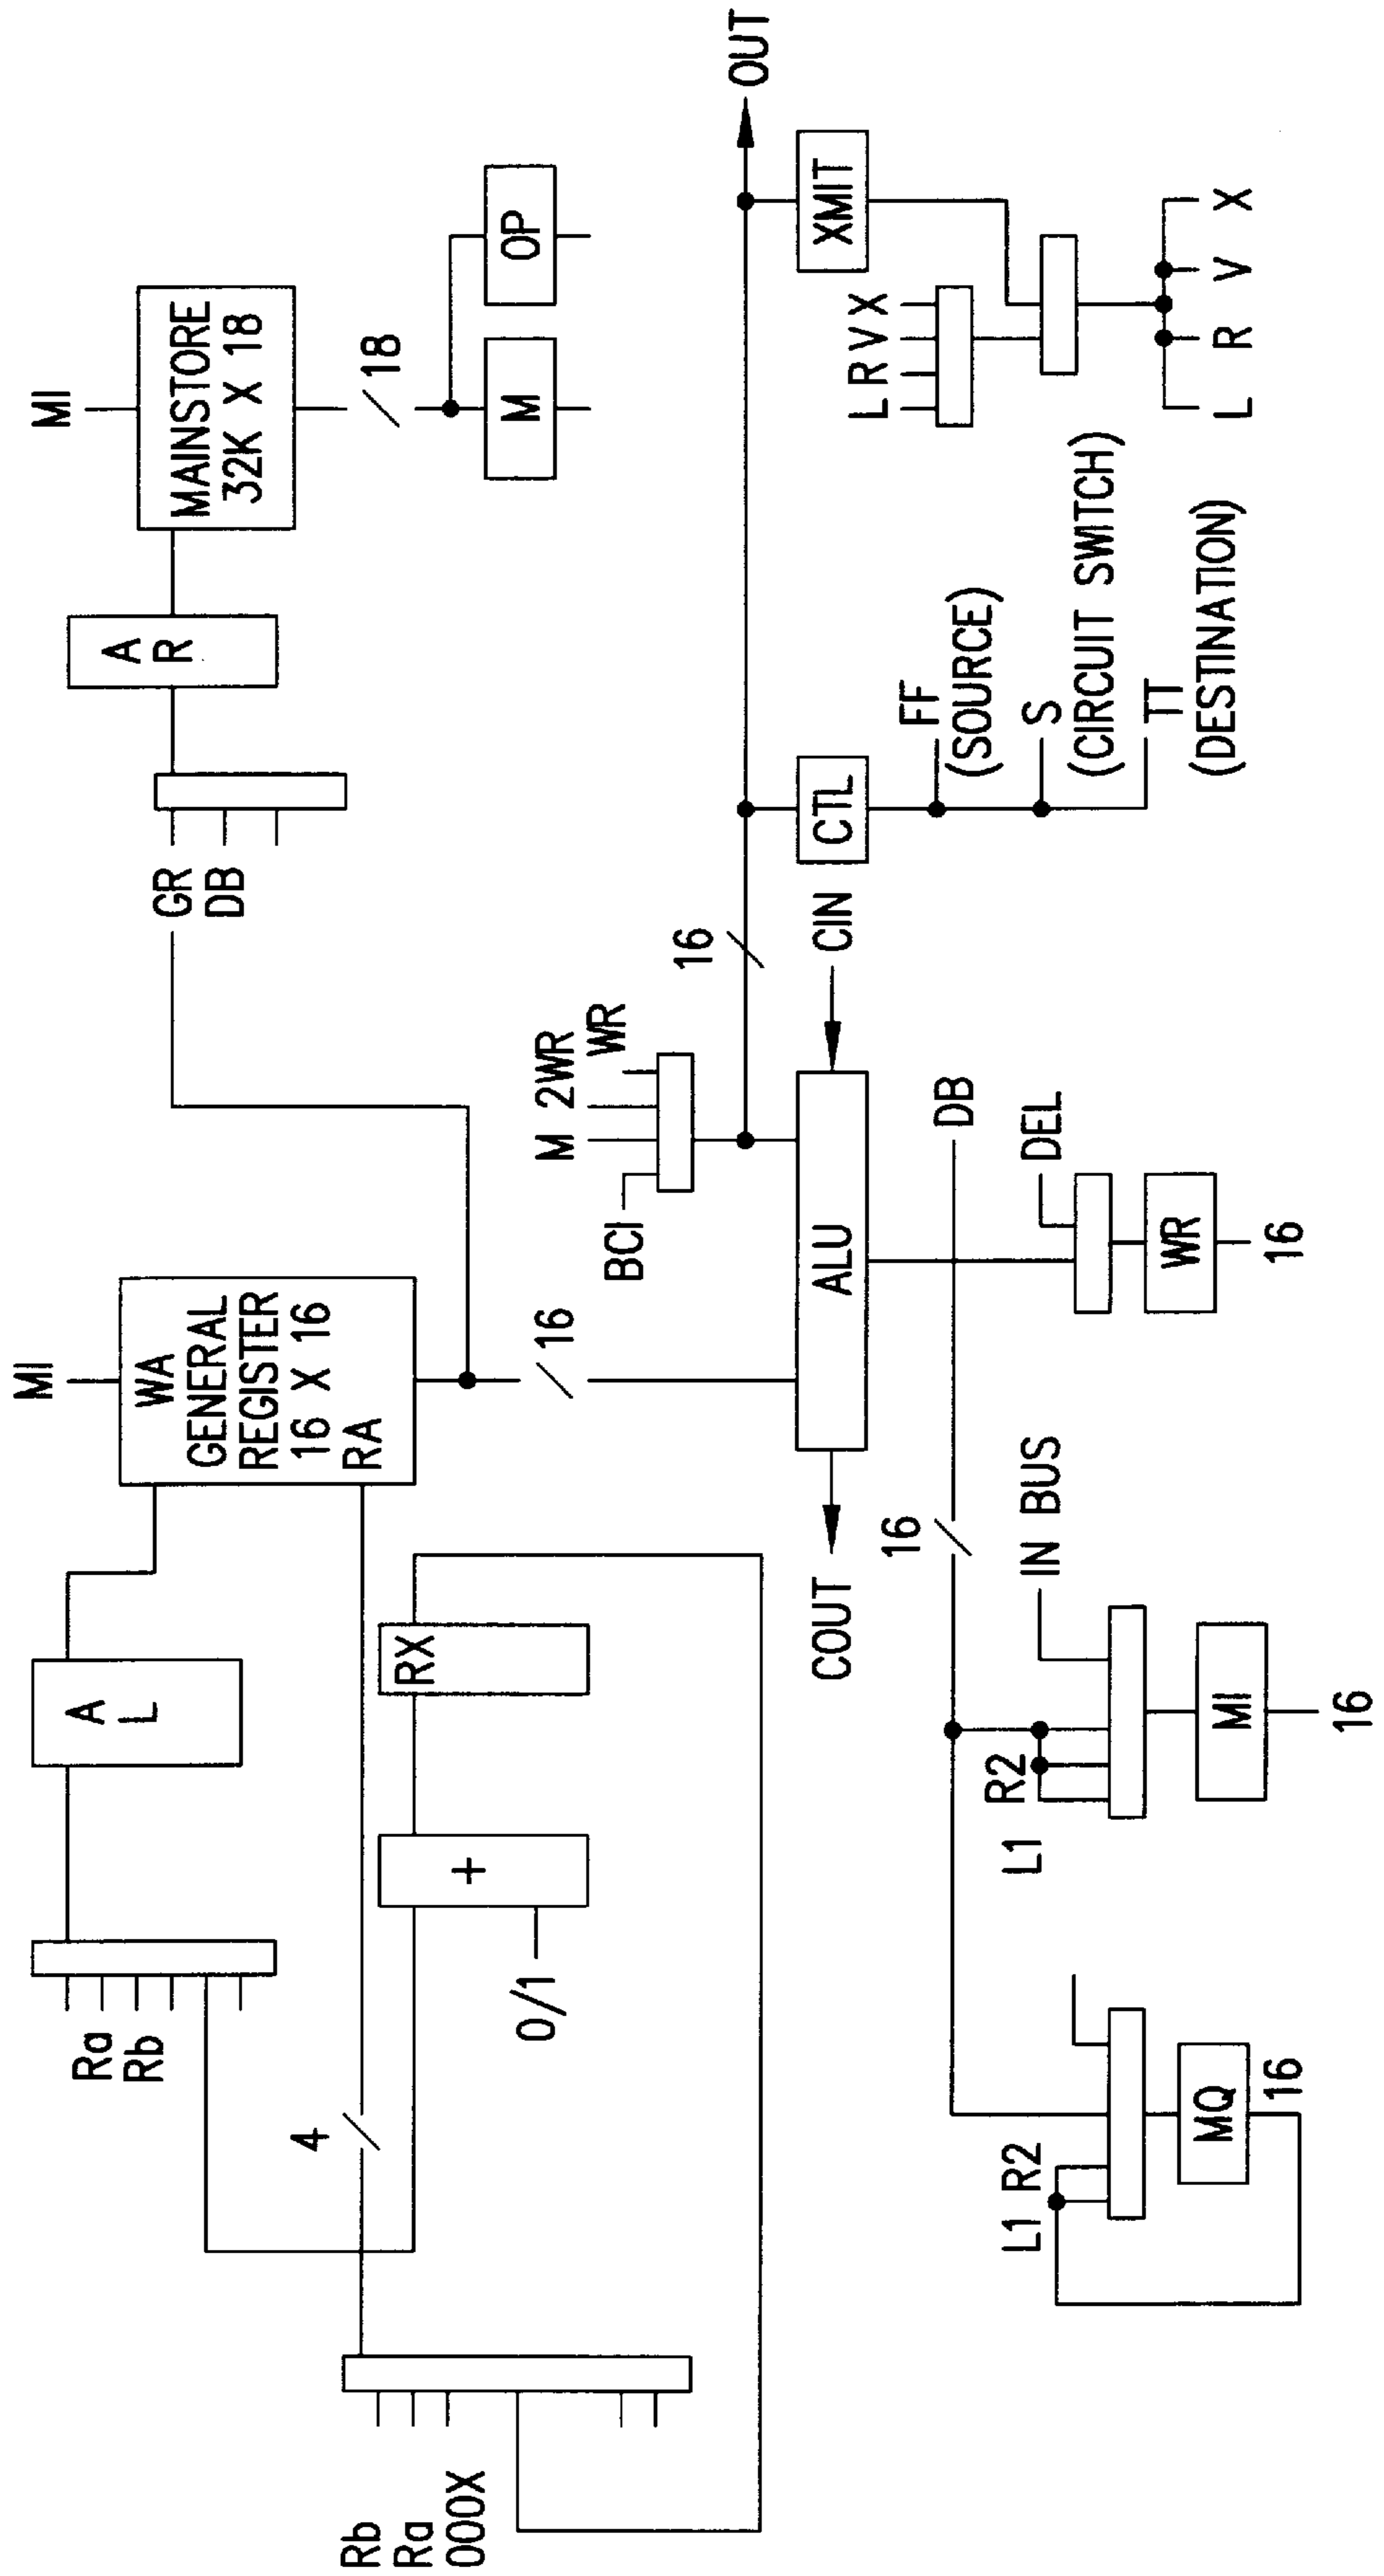 MI
MAINSTORE
32K X 18
18
M
OP
A
R
GR
DB
MI
WA
GENERAL
REGISTER
16 X 16
RA
16
A
L
Ra
Rb
4
RX
+
0/1
Rb
Ra
000X
BCI
M
2WR
WR
16
OUT
ALU
CIN
COUT
CTL
FF
(SOURCE)
S
(CIRCUIT SWITCH)
TT
(DESTINATION)
XMIT
L R V X
L R V X
DB
16
DEL
WR
16
IN BUS
L1 R2
MI
16
L1 R2
MQ
16